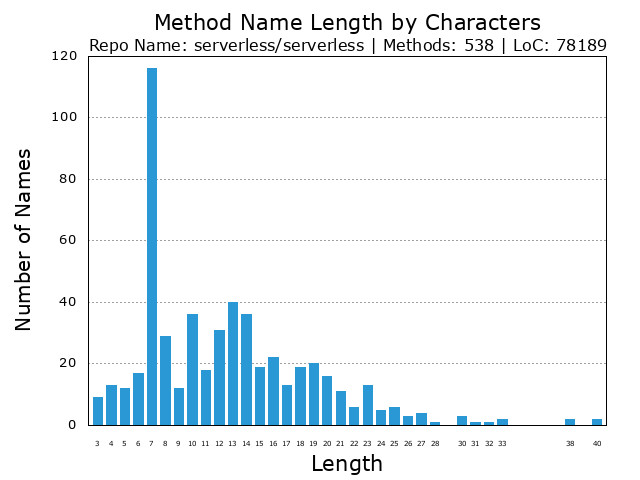 Method Name Length by Characters
Repo Name: serverless/serverless | Methods: 538 | LoC: 78189
120
100
80
60
40
20
0
Number of Names
3 4 5 6 7 8 9 10 11 12 13 14 15 16 17 18 19 20 21 22 23 24 25 26 27 28 30 31 32 33 38 40
Length